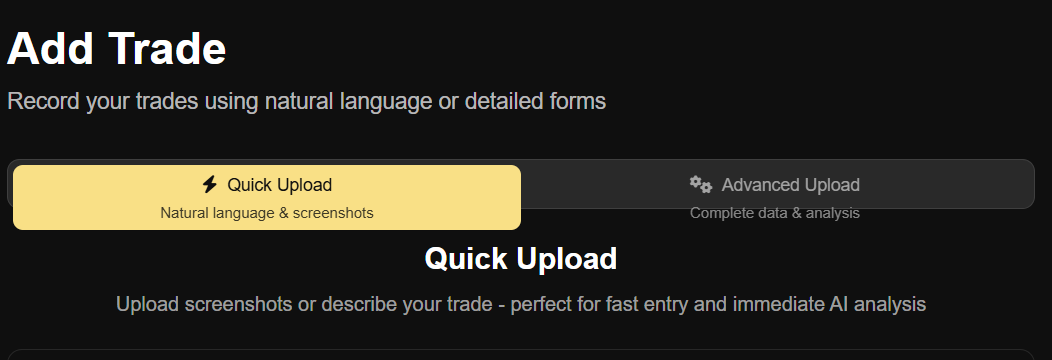 Add Trade
Record your trades using natural language or detailed forms
Quick Upload
Natural language & screenshots
Advanced Upload
Complete data & analysis
Quick Upload
Upload screenshots or describe your trade - perfect for fast entry and immediate AI analysis